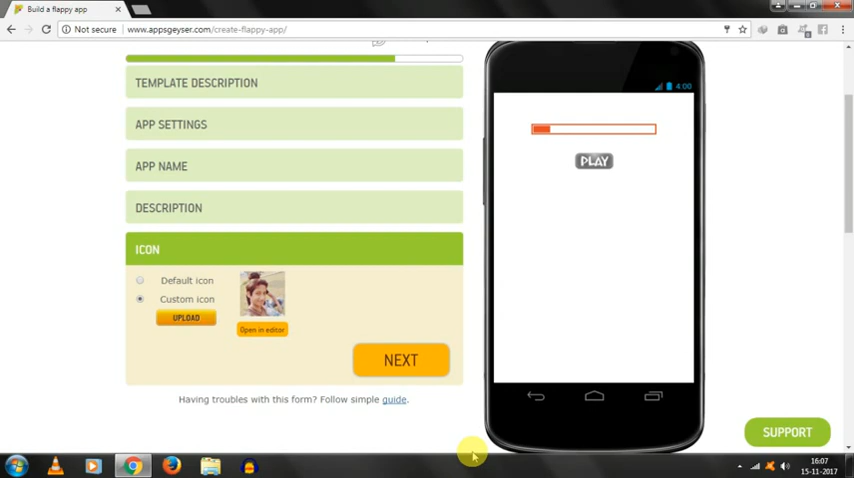 Build a flappy app
Not secure
www.appsgeyser.com/create-flappy-app/
TEMPLATE DESCRIPTION
APP SETTINGS
APP NAME
DESCRIPTION
ICON
Default icon
Custom icon
UPLOAD
Open in editor
NEXT
Having troubles with this form? Follow simple guide.
4:00
PLAY
SUPPORT
16:07
15-11-2017